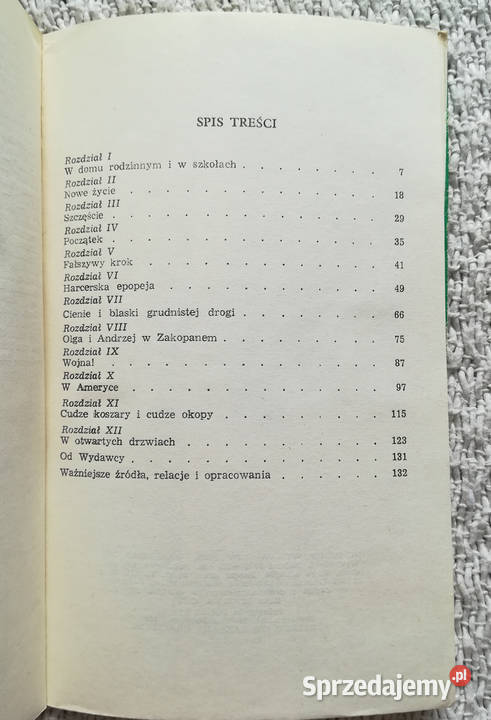 SPIS TREŚCI
Rozdział I
W domu rodzinnym i w szkołach . . . . . . . 7
Rozdział II
Nowe życie . . . . . . . . . . . 18
Rozdział III
Szczęście . . . . . . . . . . . 29
Rozdział IV
Początek . . . . . . . . . . . 35
Rozdział V
Fałszywy krok . . . . . . . . . . 41
Rozdział VI
Harcerska epopeja . . . . . . . . . 49
Rozdział VII
Cienie i blaski grudnistej drogi . . . . . . . 66
Rozdział VIII
Olga i Andrzej w Zakopanem . . . . . . . 75
Rozdział IX
Wojna! . . . . . . . . . . . 87
Rozdział X
W Ameryce . . . . . . . . . . 97
Rozdział XI
Cudze koszary i cudze okopy . . . . . . . 115
Rozdział XII
W otwartych drzwiach . . . . . . . . 123
Od Wydawcy . . . . . . . . . . 131
Ważniejsze źródła, relacje i opracowania . . . . . 132
Sprzedajemy.pl